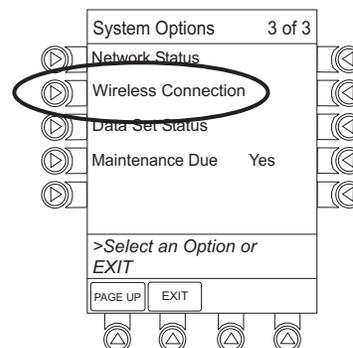 System Options 3 of 3
Network Status
Wireless Connection
Data Set Status
Maintenance Due Yes
>Select an Option or
EXIT
PAGE UP EXIT